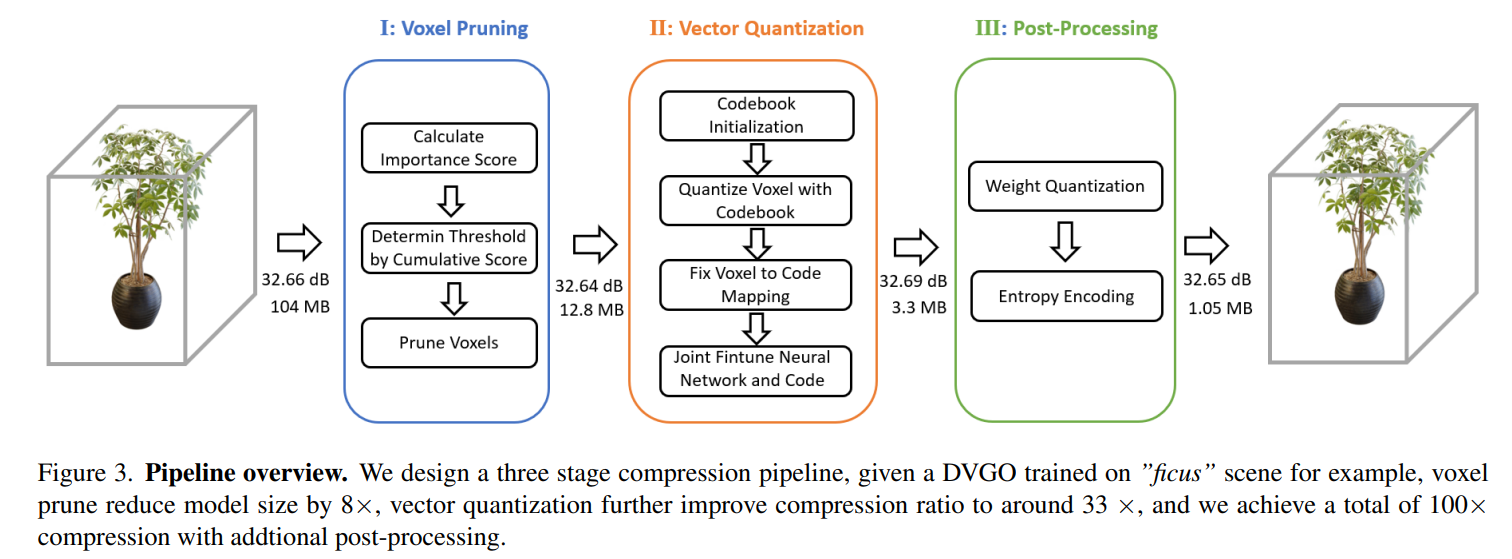 I: Voxel Pruning
Calculate
Importance Score
Determin Threshold
by Cumulative Score
Prune Voxels
II: Vector Quantization
Codebook
Initialization
Quantize Voxel with
Codebook
Fix Voxel to Code
Mapping
Joint Fintune Neural
Network and Code
III: Post-Processing
Weight Quantization
Entropy Encoding
32.66 dB
104 MB
32.64 dB
12.8 MB
32.69 dB
3.3 MB
32.65 dB
1.05 MB
Figure 3. Pipeline overview. We design a three stage compression pipeline, given a DVGO trained on ”ficus” scene for example, voxel
prune reduce model size by 8×, vector quantization further improve compression ratio to around 33 ×, and we achieve a total of 100×
compression with addtional post-processing.